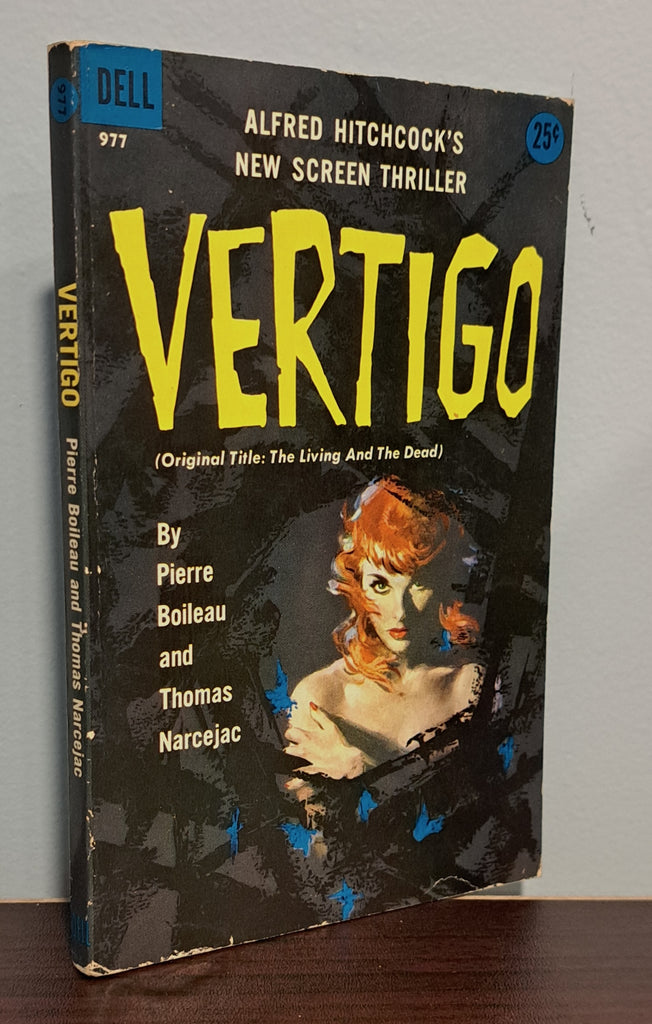 DELL
977
25¢
ALFRED HITCHCOCK'S
NEW SCREEN THRILLER
VERTIGO
(Original Title: The Living And The Dead)
By
Pierre
Boileau
and
Thomas
Narcejac
977
VERTIGO Pierre Boileau and Thomas Narcejac
DELL